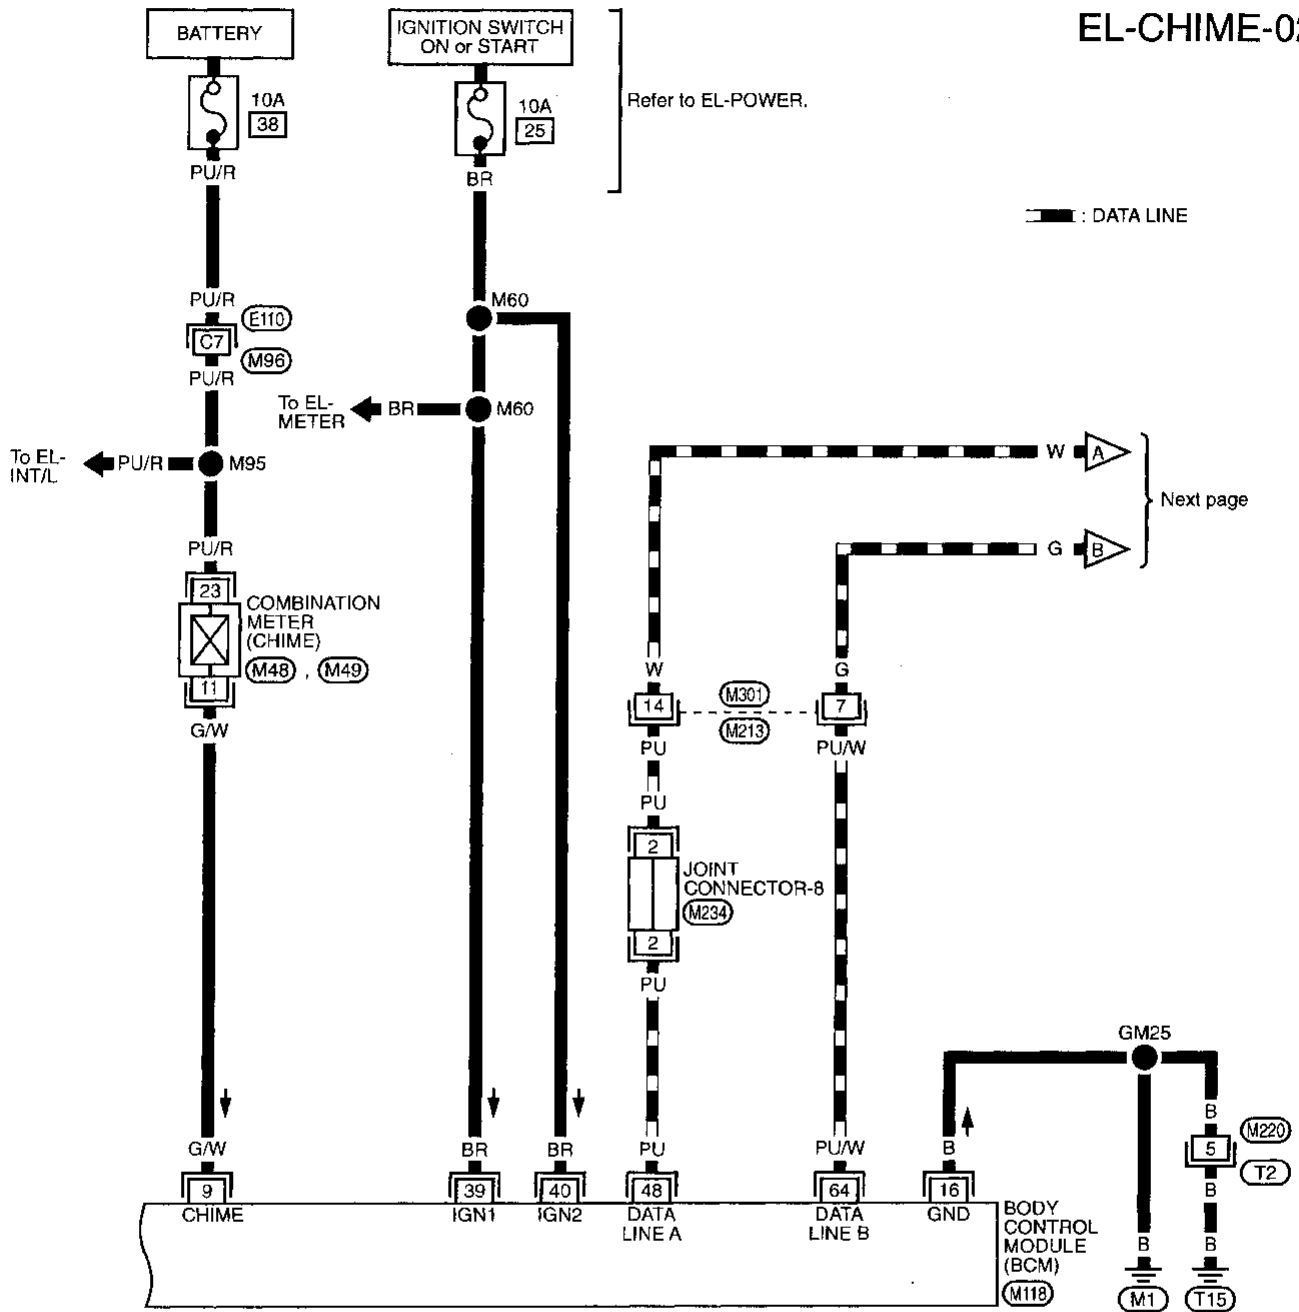 EL-CHIME-02
BATTERY
IGNITION SWITCH
ON or START
10A
38
10A
25
Refer to EL-POWER.
PU/R
BR
: DATA LINE
PU/R
E110
C7
M96
PU/R
M60
To EL-
METER
BR
M60
To EL-
INT/L
PU/R
M95
W
A
Next page
G
B
PU/R
23
COMBINATION
METER
(CHIME)
M48 , M49
11
G/W
W
G
14
M301
M213
7
PU
PU/W
PU
2
JOINT
CONNECTOR-8
M234
2
PU
GM25
B
M220
5
T2
B
G/W
BR
BR
PU
PU/W
B
9
39
40
48
64
16
CHIME
IGN1
IGN2
DATA
LINE A
DATA
LINE B
GND
BODY
CONTROL
MODULE
(BCM)
M118
B
B
M1
T15